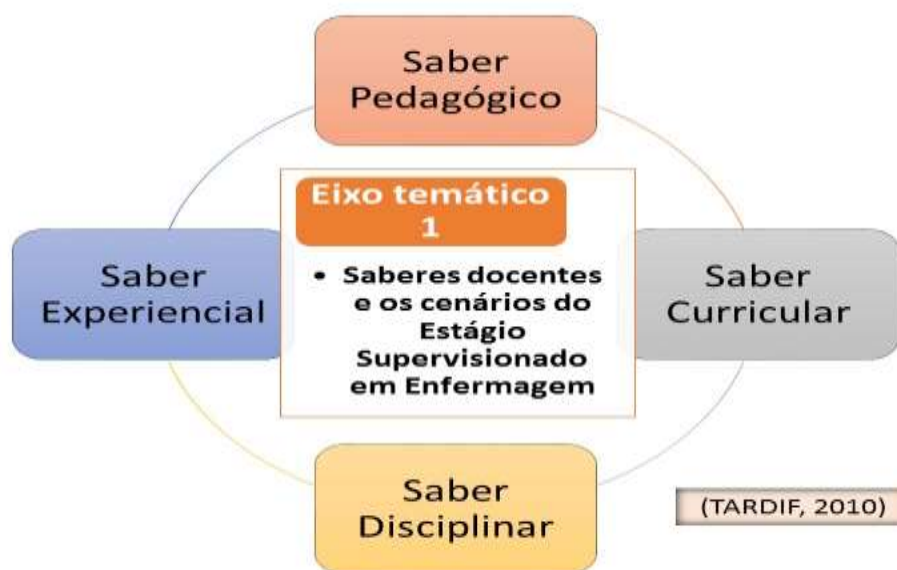 Saber
Pedagógico
Eixo temático
1
• Saberes docentes
e os cenários do
Estágio
Supervisionado
em Enfermagem
Saber
Experiencial
Saber
Curricular
Saber
Disciplinar
(TARDIF, 2010)